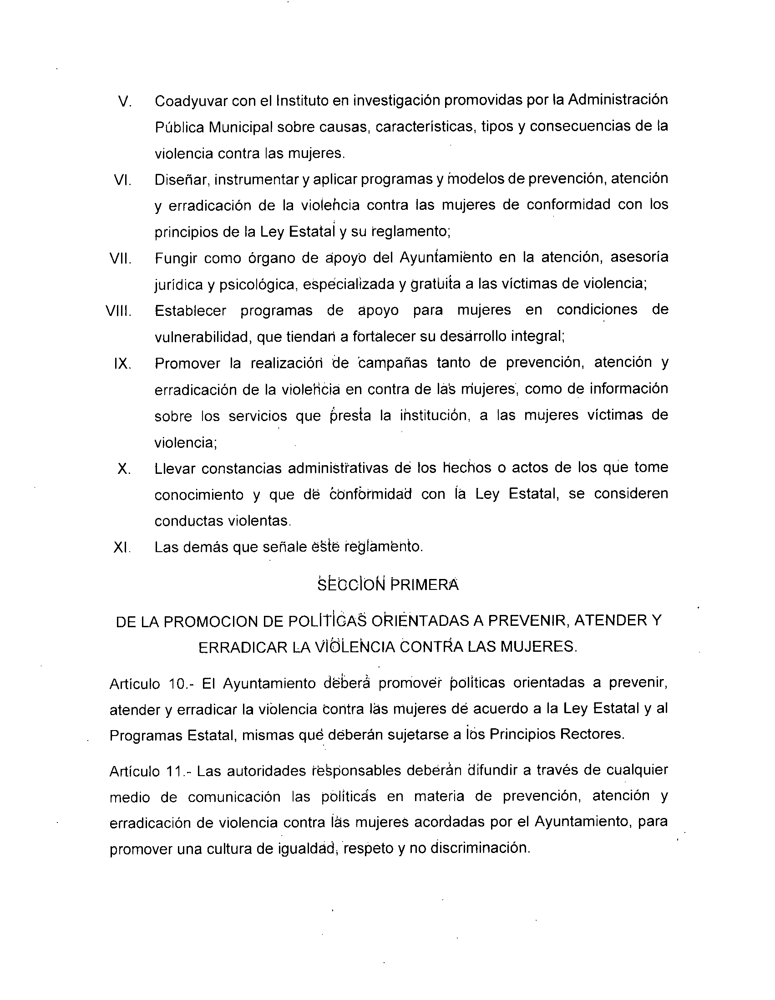 V. Coadyuvar con el Instituto en investigación promovidas por la Administración
Pública Municipal sobre causas, características, tipos y consecuencias de la
violencia contra las mujeres.
VI. Diseñar, instrumentar y aplicar programas y modelos de prevención, atención
y erradicación de la violencia contra las mujeres de conformidad con los
principios de la Ley Estatal y su reglamento;
VII. Fungir como órgano de apoyo del Ayuntamiento en la atención, asesoría
jurídica y psicológica, especializada y gratuita a las víctimas de violencia;
VIII. Establecer programas de apoyo para mujeres en condiciones de
vulnerabilidad, que tiendan a fortalecer su desarrollo integral;
IX. Promover la realización de campañas tanto de prevención, atención y
erradicación de la violencia en contra de las mujeres, como de información
sobre los servicios que presta la institución, a las mujeres víctimas de
violencia;
X. Llevar constancias administrativas de los hechos o actos de los que tome
conocimiento y que de conformidad con la Ley Estatal, se consideren
conductas violentas.
XI. Las demás que señale este reglamento.
SECCION PRIMERA
DE LA PROMOCION DE POLÍTICAS ORIENTADAS A PREVENIR, ATENDER Y
ERRADICAR LA VIOLENCIA CONTRA LAS MUJERES.
Artículo 10.- El Ayuntamiento deberá promover políticas orientadas a prevenir,
atender y erradicar la violencia contra las mujeres de acuerdo a la Ley Estatal y al
Programas Estatal, mismas que deberán sujetarse a los Principios Rectores.
Artículo 11.- Las autoridades responsables deberán difundir a través de cualquier
medio de comunicación las políticas en materia de prevención, atención y
erradicación de violencia contra las mujeres acordadas por el Ayuntamiento, para
promover una cultura de igualdad, respeto y no discriminación.